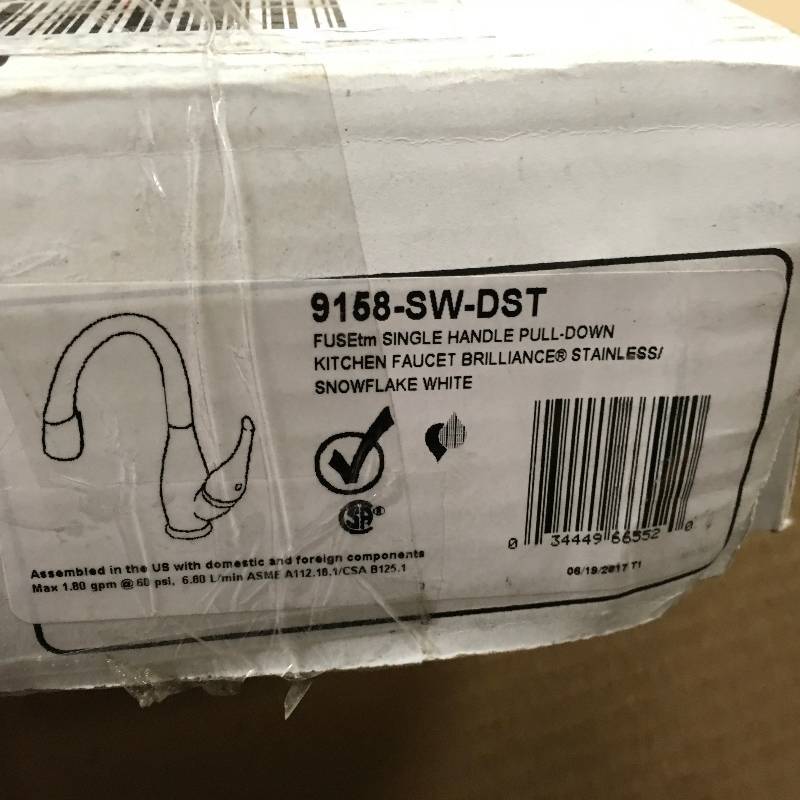 9158-SW-DST
FUSEtm SINGLE HANDLE PULL-DOWN
KITCHEN FAUCET BRILLIANCE® STAINLESS/
SNOWFLAKE WHITE
SA®
Assembled in the US with domestic and foreign components
Max 1.80 gpm @ 60 psi, 6.80 L/min ASME A112.18.1/CSA B125.1
0 34449 66552 0
06/19/2017 T1